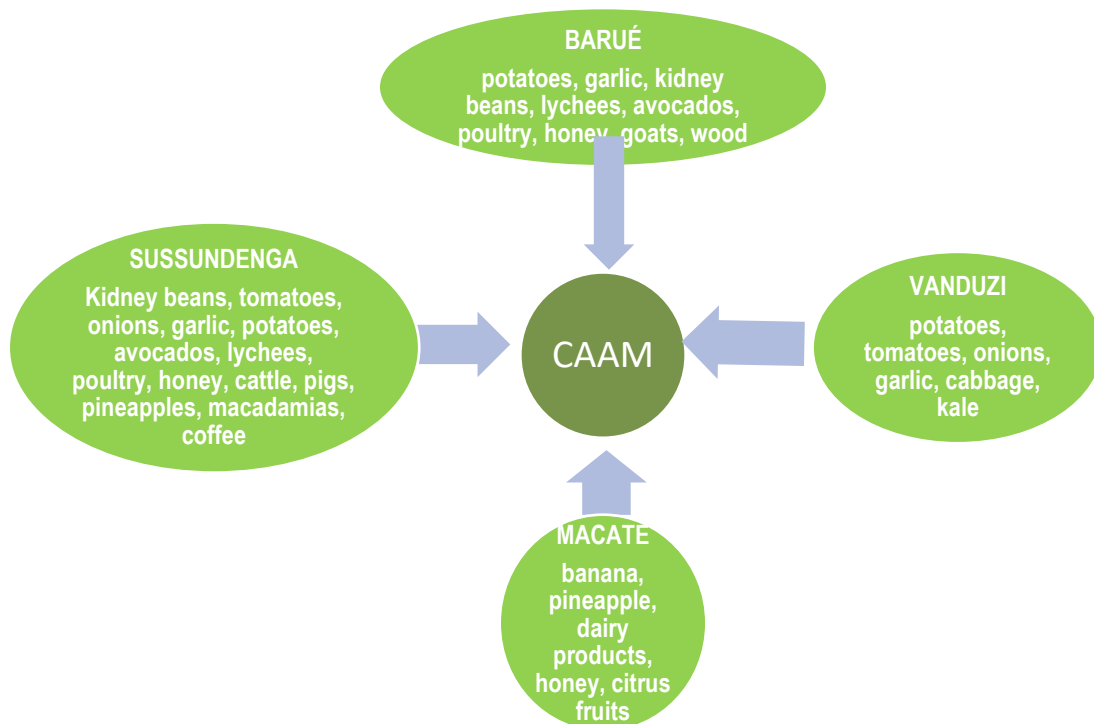 BARUÉ
potatoes, garlic, kidney
beans, lychees, avocados,
poultry, honey, goats, wood
SUSSUNDENGA
Kidney beans, tomatoes,
onions, garlic, potatoes,
avocados, lychees,
poultry, honey, cattle, pigs,
pineapples, macadamias,
coffee
CAAM
VANDUZI
potatoes,
tomatoes, onions,
garlic, cabbage,
kale
MACATE
banana,
pineapple,
dairy
products,
honey, citrus
fruits